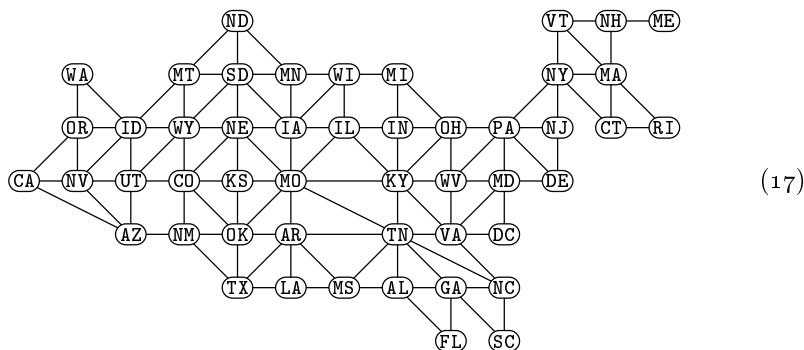 ND VT NH ME
WA MT SD MN WI MI NY MA
OR ID WY NE IA IL IN OH PA NJ CT RI
CA NV UT CO KS MO KY WV MD DE (17)
AZ NM OK AR TN VA DC
TX LA MS AL GA NC
FL SC